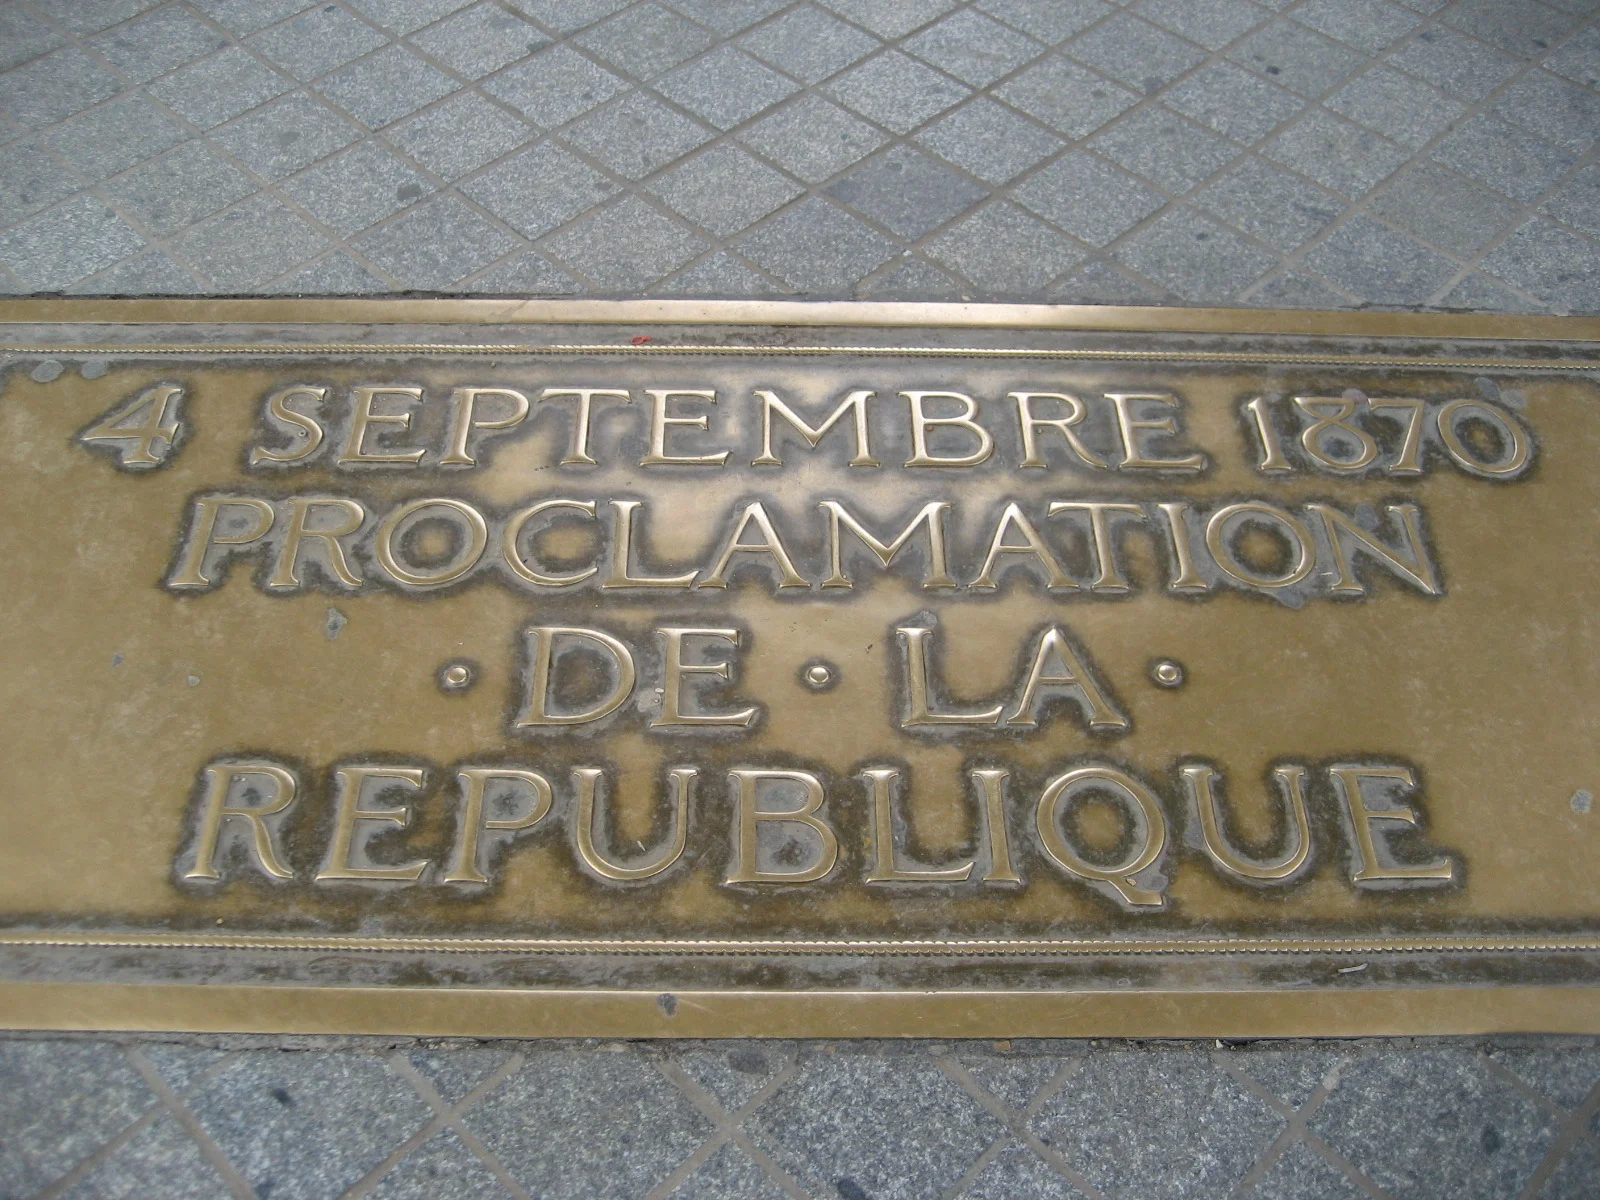 4 SEPTEMBRE 1870
PROCLAMATION
· DE · LA ·
REPUBLIQUE